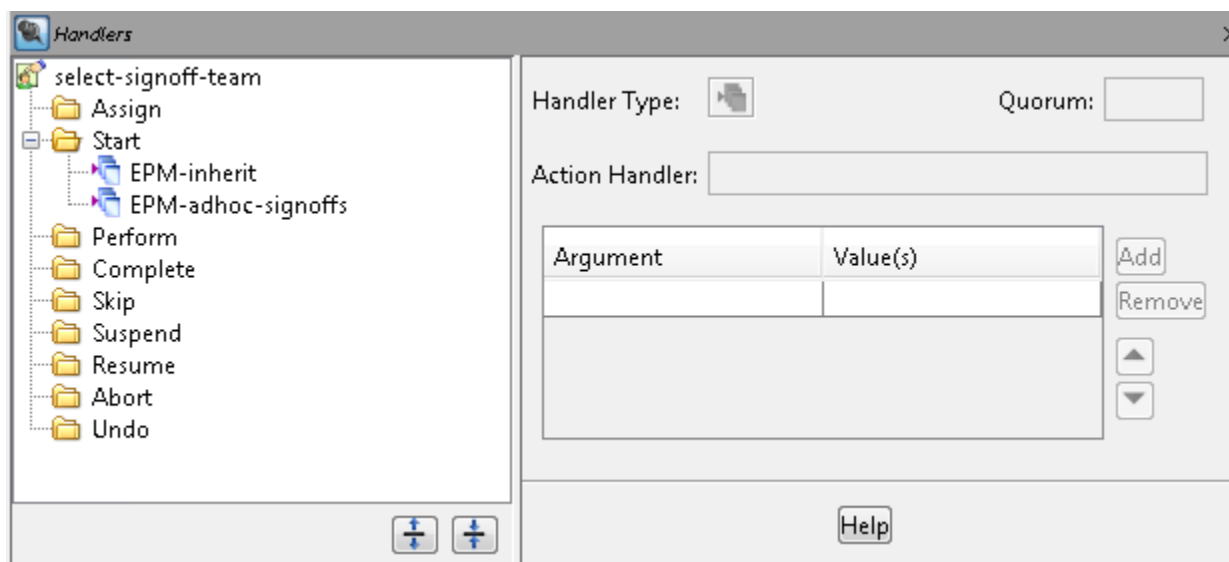 Handlers
select-signoff-team
Assign
Start
EPM-inherit
EPM-adhoc-signoffs
Perform
Complete
Skip
Suspend
Resume
Abort
Undo
Handler Type:
Quorum:
Action Handler:
Argument Value(s)
Add
Remove
Help